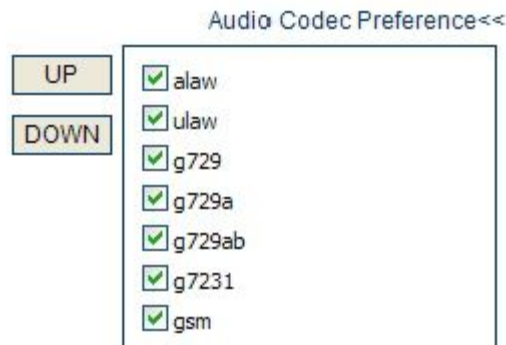 Audio Codec Preference<<
UP
DOWN
alaw
ulaw
g729
g729a
g729ab
g7231
gsm